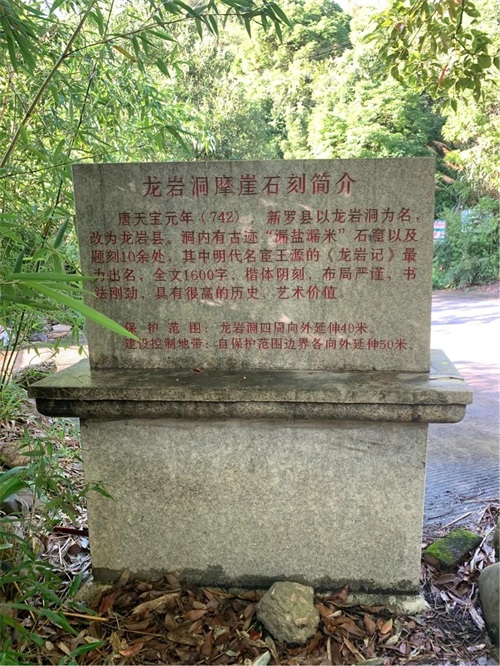 龙岩洞摩崖石刻简介
唐天宝元年（742），新罗县以龙岩洞为名，
改为龙岩县。洞内有古迹“漏盐漏米”石窟以及
题刻10余处，其中明代名宦王源的《龙岩记》最
为出名，全文1600字，楷体阴刻，布局严谨，书
法刚劲，具有很高的历史、艺术价值。
保护范围：龙岩洞四周向外延伸40米。
建设控制地带：自保护范围边界各向外延伸50米.